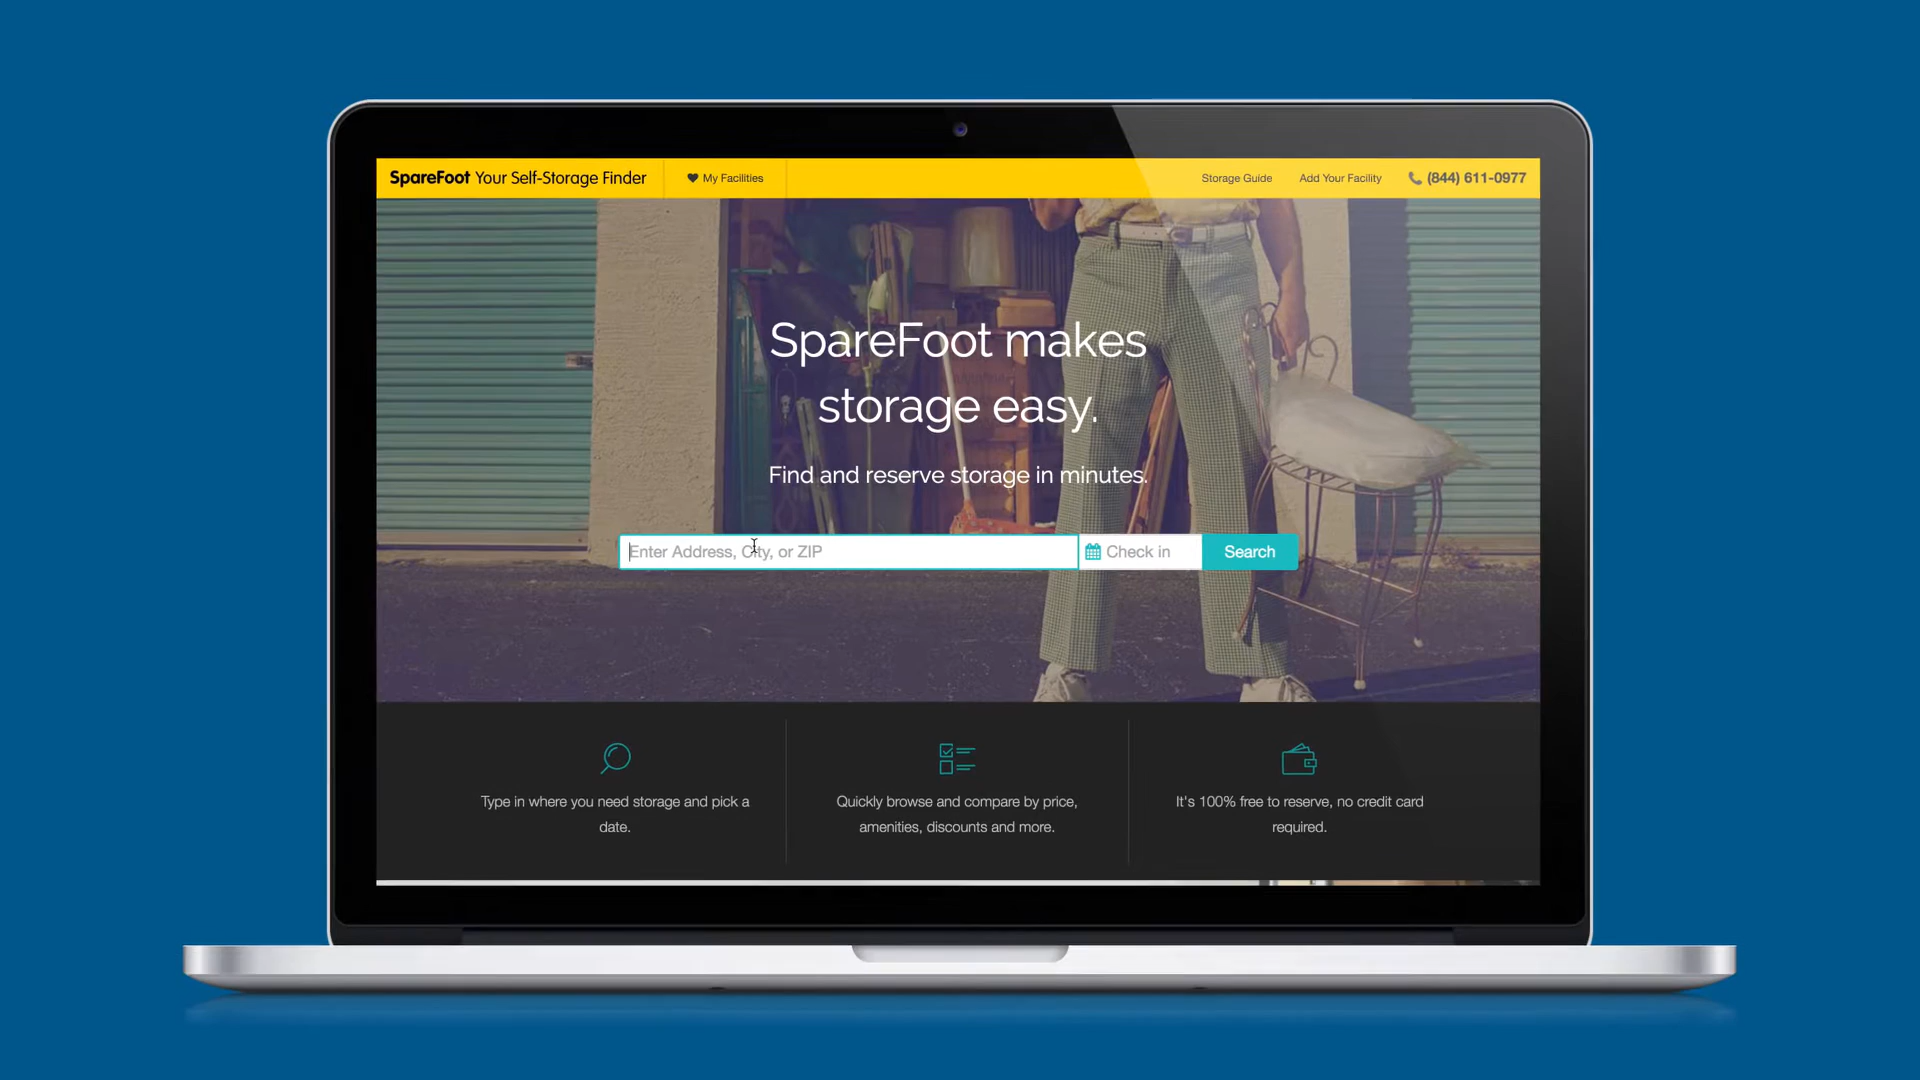 SpareFoot Your Self-Storage Finder
My Facilities
Storage Guide
Add Your Facility
(844) 611-0977
SpareFoot makes
storage easy.
Find and reserve storage in minutes.
Enter Address, City, or ZIP
Check in
Search
Type in where you need storage and pick a
date.
Quickly browse and compare by price,
amenities, discounts and more.
It's 100% free to reserve, no credit card
required.